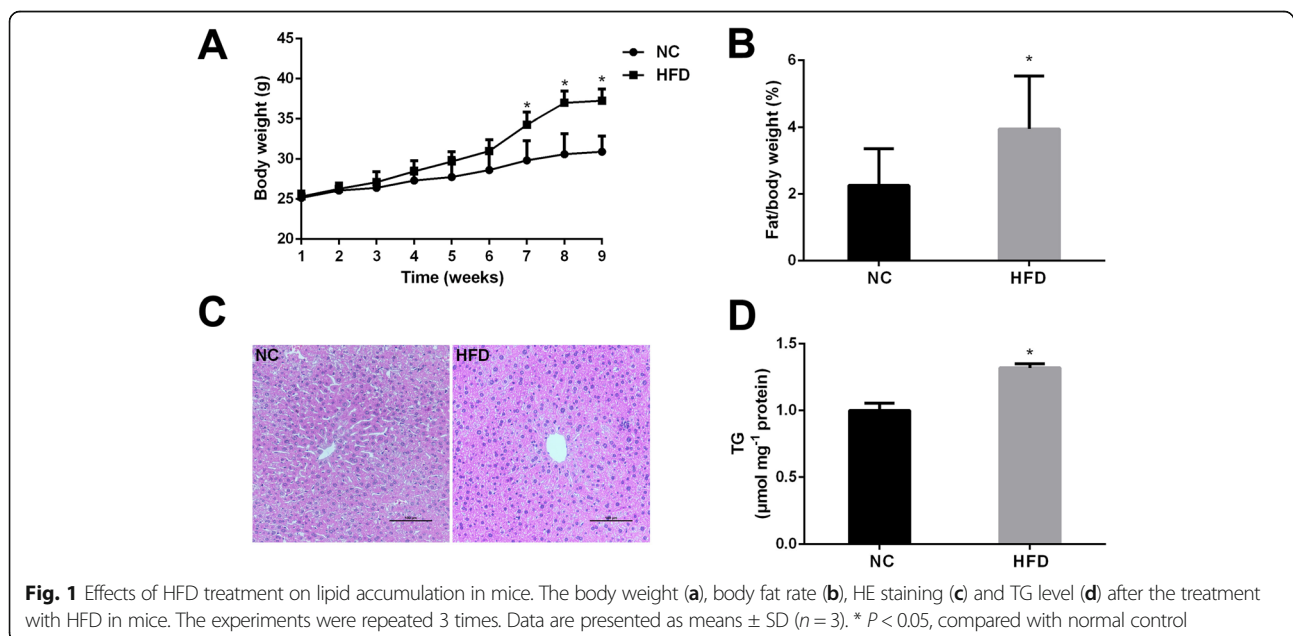 A
45
40
35
30
25
20
Body weight (g)
1 2 3 4 5 6 7 8 9
Time (weeks)
NC
HFD
* * *
B
6
4
2
0
Fat/body weight (%)
*
NC HFD
C
NC
HFD
D
1.5
1.0
0.5
0.0
TG
(µmol mg⁻¹ protein)
*
NC HFD
Fig. 1 Effects of HFD treatment on lipid accumulation in mice. The body weight (a), body fat rate (b), HE staining (c) and TG level (d) after the treatment
with HFD in mice. The experiments were repeated 3 times. Data are presented as means ± SD (n = 3). * P < 0.05, compared with normal control